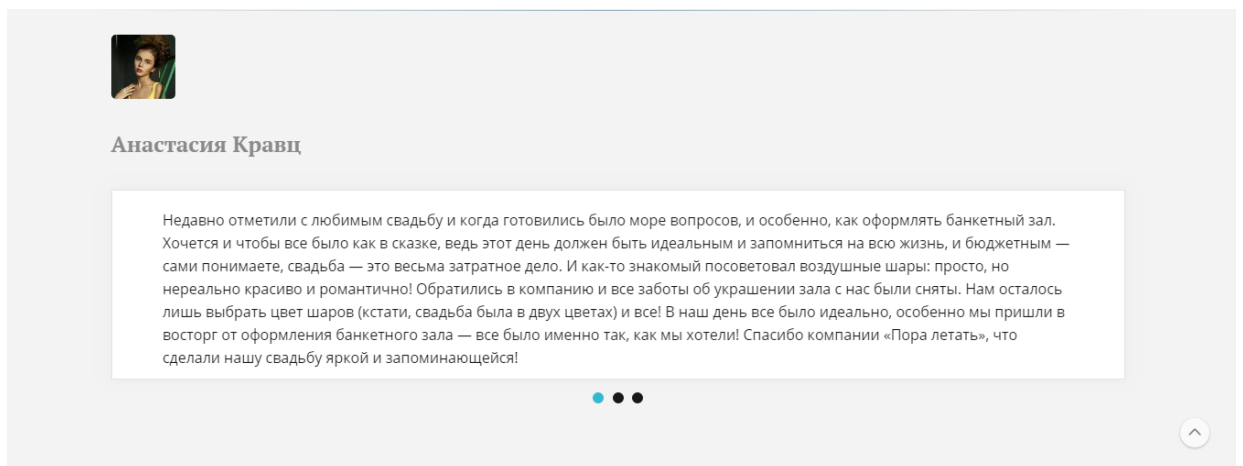 Анастасия Кравц
Недавно отметили с любимым свадьбу и когда готовились было море вопросов, и особенно, как оформлять банкетный зал.
Хочется и чтобы все было как в сказке, ведь этот день должен быть идеальным и запомниться на всю жизнь, и бюджетным —
сами понимаете, свадьба — это весьма затратное дело. И как-то знакомый посоветовал воздушные шары: просто, но
нереально красиво и романтично! Обратились в компанию и все заботы об украшении зала с нас были сняты. Нам осталось
лишь выбрать цвет шаров (кстати, свадьба была в двух цветах) и все! В наш день все было идеально, особенно мы пришли в
восторг от оформления банкетного зала — все было именно так, как мы хотели! Спасибо компании «Пора летать», что
сделали нашу свадьбу яркой и запоминающейся!